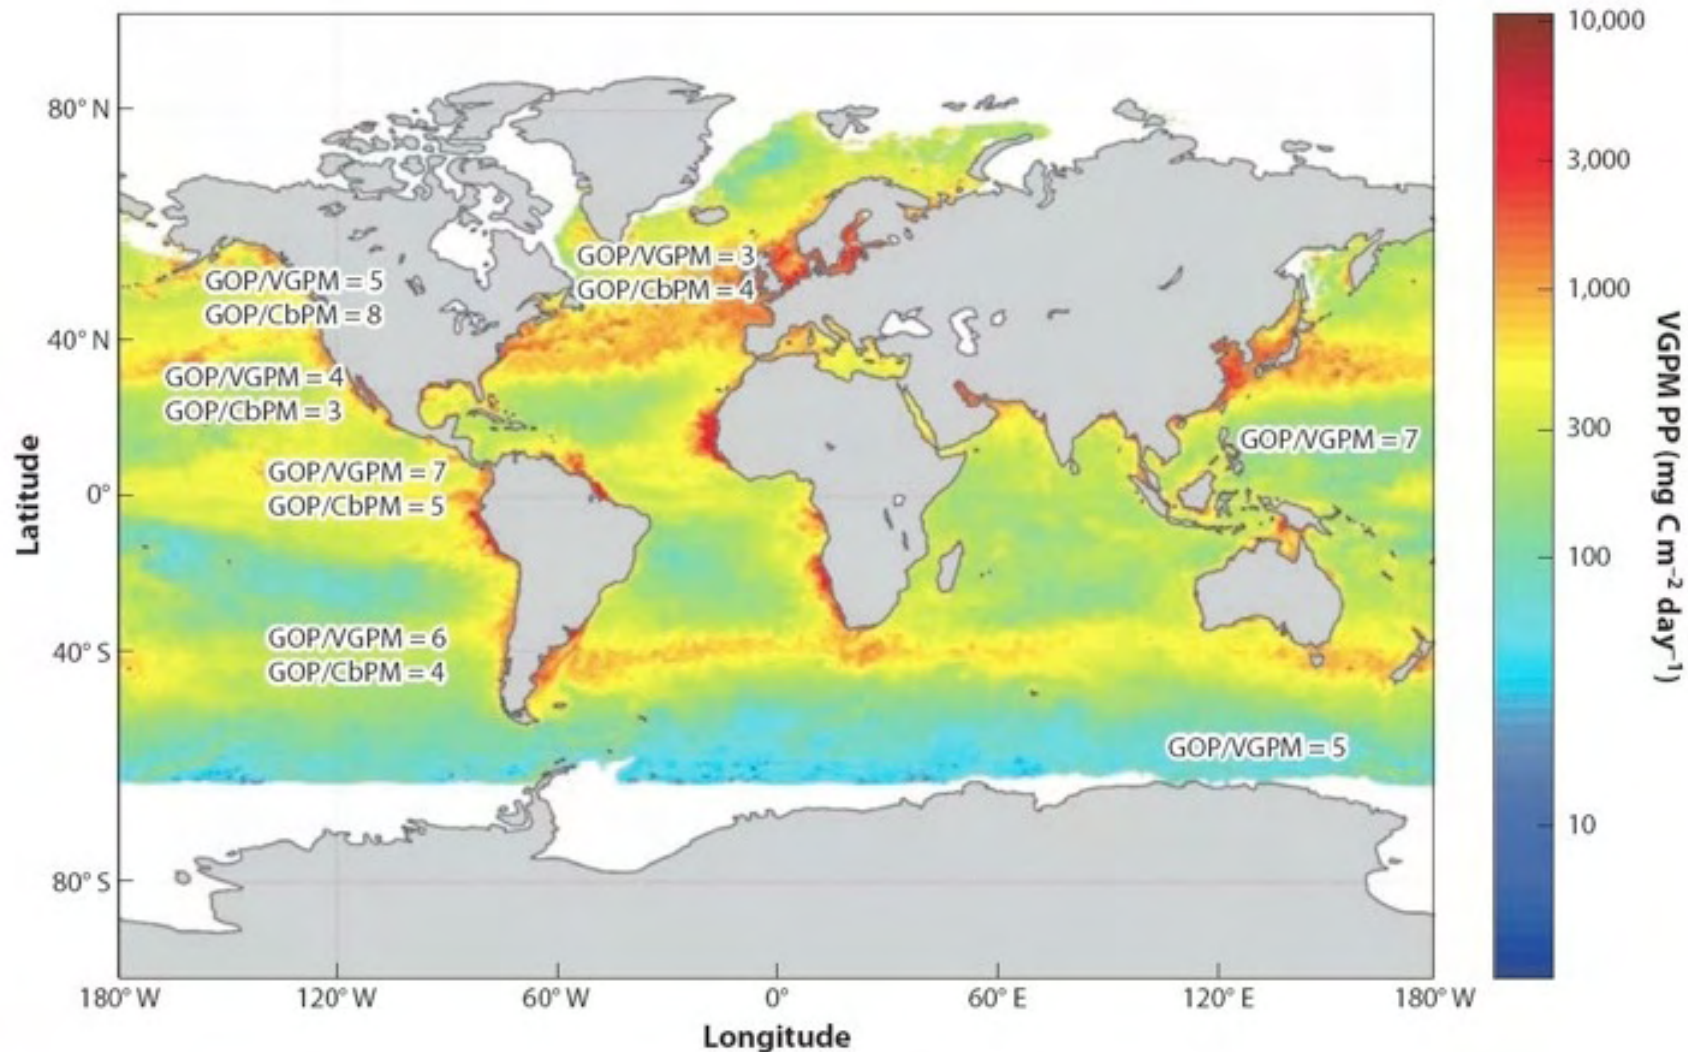 10,000
80° N
3,000
GOP/VGPM = 3
GOP/CbPM = 4
GOP/VGPM = 5
GOP/CbPM = 8
1,000
40° N
GOP/VGPM = 4
GOP/CbPM = 3
300
GOP/VGPM = 7
GOP/VGPM = 7
GOP/CbPM = 5
0°
Latitude
VGPM PP (mg C m⁻² day⁻¹)
100
GOP/VGPM = 6
GOP/CbPM = 4
40° S
GOP/VGPM = 5
10
80° S
180° W
120° W
60° W
0°
60° E
120° E
180° W
Longitude